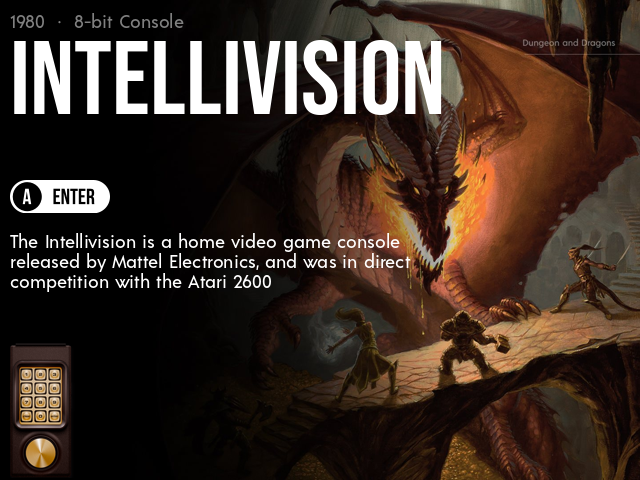 1980 · 8-bit Console
INTELLIVISION
Dungeon and Dragons
A ENTER
The Intellivision is a home video game console
released by Mattel Electronics, and was in direct
competition with the Atari 2600